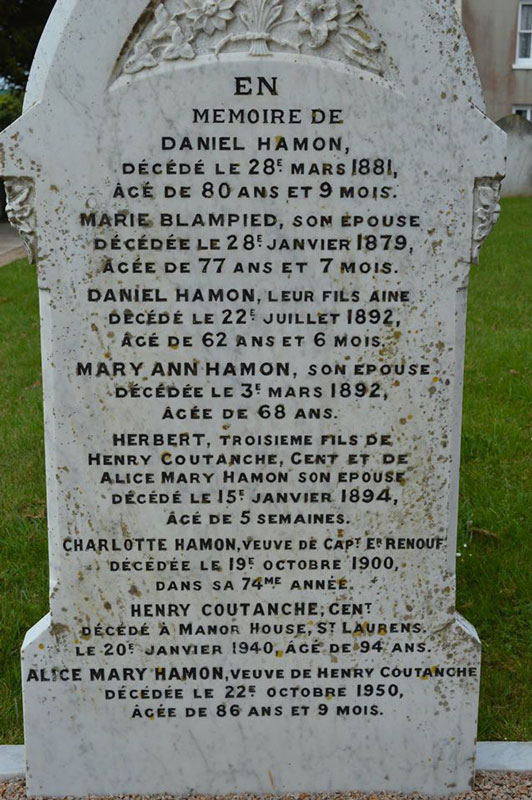 EN
MEMOIRE DE
DANIEL HAMON,
DÉCÉDÉ LE 28E MARS 1881,
ÂGÉ DE 80 ANS ET 9 MOIS.
MARIE BLAMPIED, SON EPOUSE
DÉCÉDÉE LE 28E JANVIER 1879,
ÂGÉE DE 77 ANS ET 7 MOIS.
DANIEL HAMON, LEUR FILS AINE
DÉCÉDÉ LE 22E JUILLET 1892,
ÂGÉ DE 62 ANS ET 6 MOIS.
MARY ANN HAMON, SON EPOUSE
DÉCÉDÉE LE 3E MARS 1892,
ÂGÉE DE 68 ANS.
HERBERT, TROISIEME FILS DE
HENRY COUTANCHE, CENT ET DE
ALICE MARY HAMON SON EPOUSE
DÉCÉDÉ LE 15E JANVIER 1894,
ÂGÉ DE 5 SEMAINES.
CHARLOTTE HAMON, VEUVE DE CAPT ER RENOUF
DÉCÉDÉE LE 19E OCTOBRE 1900,
DANS SA 74ME ANNÉE.
HENRY COUTANCHE, CENT
DÉCÉDÉ À MANOR HOUSE, ST LAURENS.
LE 20E JANVIER 1940, ÂGÉ DE 94 ANS.
ALICE MARY HAMON, VEUVE DE HENRY COUTANCHE
DÉCÉDÉE LE 22E OCTOBRE 1950,
ÂGÉE DE 86 ANS ET 9 MOIS.